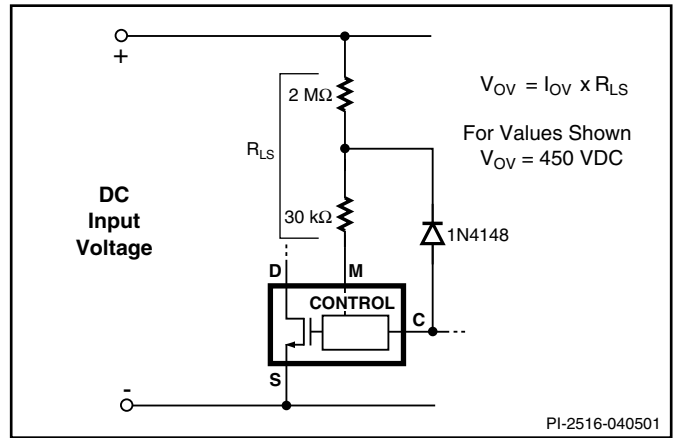 +
2 MΩ
V_OV = I_OV x R_LS
For Values Shown
V_OV = 450 VDC
R_LS
DC
Input
Voltage
30 kΩ
1N4148
D
M
CONTROL
C
S
-
PI-2516-040501